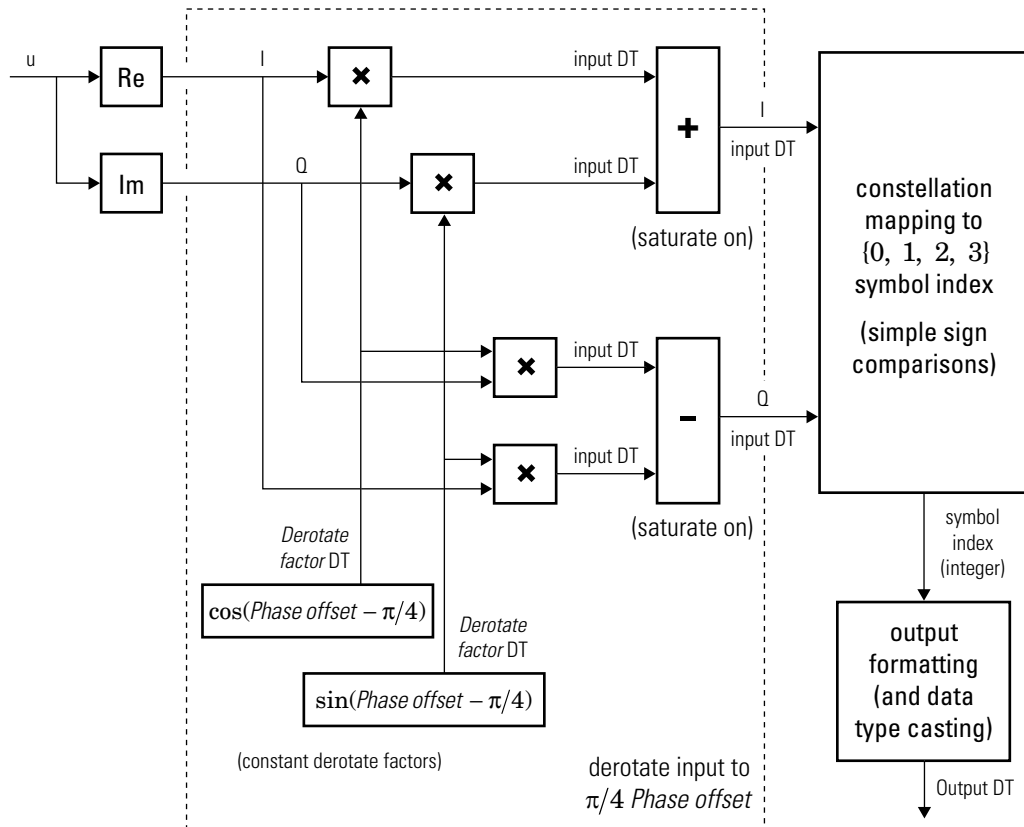 u
Re
I
×
input DT
+
I
input DT
Im
Q
×
input DT
(saturate on)
constellation
mapping to
{0, 1, 2, 3}
symbol index
(simple sign
comparisons)
×
input DT
-
Q
input DT
×
input DT
(saturate on)
Derotate
factor DT
cos(Phase offset – π/4)
Derotate
factor DT
sin(Phase offset – π/4)
(constant derotate factors)
derotate input to
π/4 Phase offset
symbol
index
(integer)
output
formatting
(and data
type casting)
Output DT